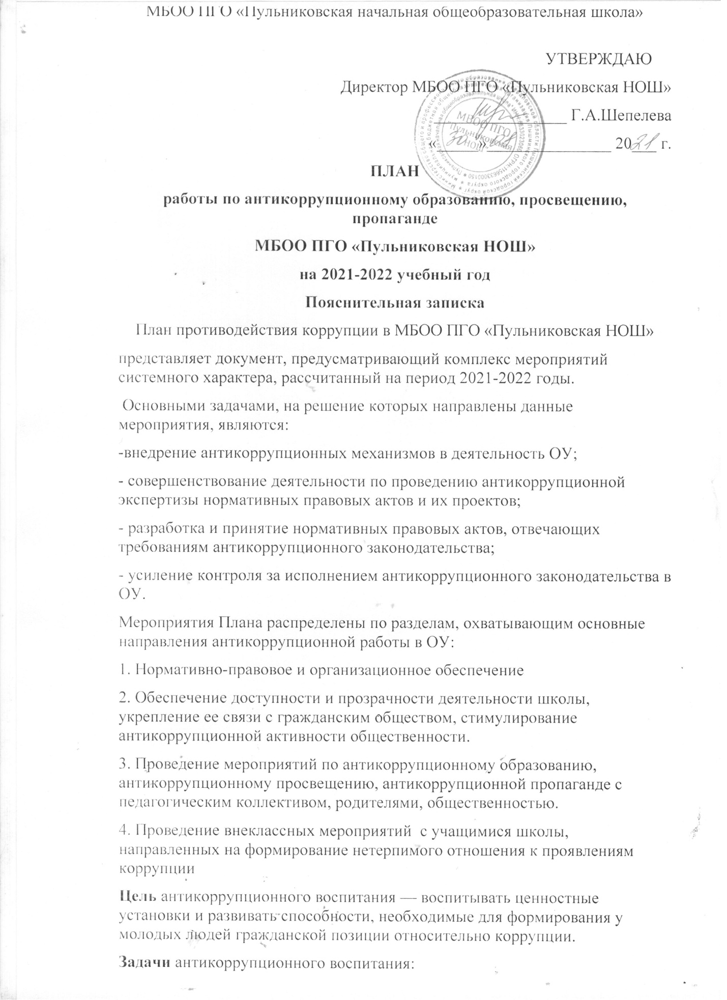 МБОО ПГО «Пульниковская начальная общеобразовательная школа»
УТВЕРЖДАЮ
Директор МБОО ПГО «Пульниковская НОШ»
_______________ Г.А.Шепелева
«30» 08 2021 г.
МБОО ПГО
"Пульниковская
НОШ"
ПЛАН
работы по антикоррупционному образованию, просвещению,
пропаганде
МБОО ПГО «Пульниковская НОШ»
на 2021-2022 учебный год
Пояснительная записка
План противодействия коррупции в МБОО ПГО «Пульниковская НОШ»
представляет документ, предусматривающий комплекс мероприятий
системного характера, рассчитанный на период 2021-2022 годы.
Основными задачами, на решение которых направлены данные
мероприятия, являются:
-внедрение антикоррупционных механизмов в деятельность ОУ;
- совершенствование деятельности по проведению антикоррупционной
экспертизы нормативных правовых актов и их проектов;
- разработка и принятие нормативных правовых актов, отвечающих
требованиям антикоррупционного законодательства;
- усиление контроля за исполнением антикоррупционного законодательства в
ОУ.
Мероприятия Плана распределены по разделам, охватывающим основные
направления антикоррупционной работы в ОУ:
1. Нормативно-правовое и организационное обеспечение
2. Обеспечение доступности и прозрачности деятельности школы,
укрепление ее связи с гражданским обществом, стимулирование
антикоррупционной активности общественности.
3. Проведение мероприятий по антикоррупционному образованию,
антикоррупционному просвещению, антикоррупционной пропаганде с
педагогическим коллективом, родителями, общественностью.
4. Проведение внеклассных мероприятий с учащимися школы,
направленных на формирование нетерпимого отношения к проявлениям
коррупции
Цель антикоррупционного воспитания — воспитывать ценностные
установки и развивать способности, необходимые для формирования у
молодых людей гражданской позиции относительно коррупции.
Задачи антикоррупционного воспитания: